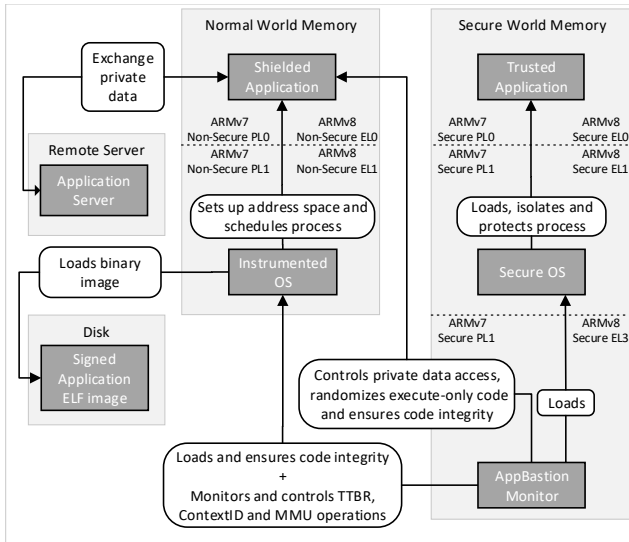 Normal World Memory
Secure World Memory
Exchange
private
data
Shielded
Application
Trusted
Application
ARMv7
Non-Secure PL0
ARMv8
Non-Secure EL0
ARMv7
Secure PL0
ARMv8
Secure EL0
ARMv7
Non-Secure PL1
ARMv8
Non-Secure EL1
ARMv7
Secure PL1
ARMv8
Secure EL1
Remote Server
Application
Server
Sets up address space and
schedules process
Loads, isolates and
protects process
Loads binary
image
Instrumented
OS
Secure OS
Disk
Signed
Application
ELF image
ARMv7
Secure PL1
ARMv8
Secure EL3
Controls private data access,
randomizes execute-only code
and ensures code integrity
Loads
Loads and ensures code integrity
+
Monitors and controls TTBR,
ContextID and MMU operations
AppBastion
Monitor